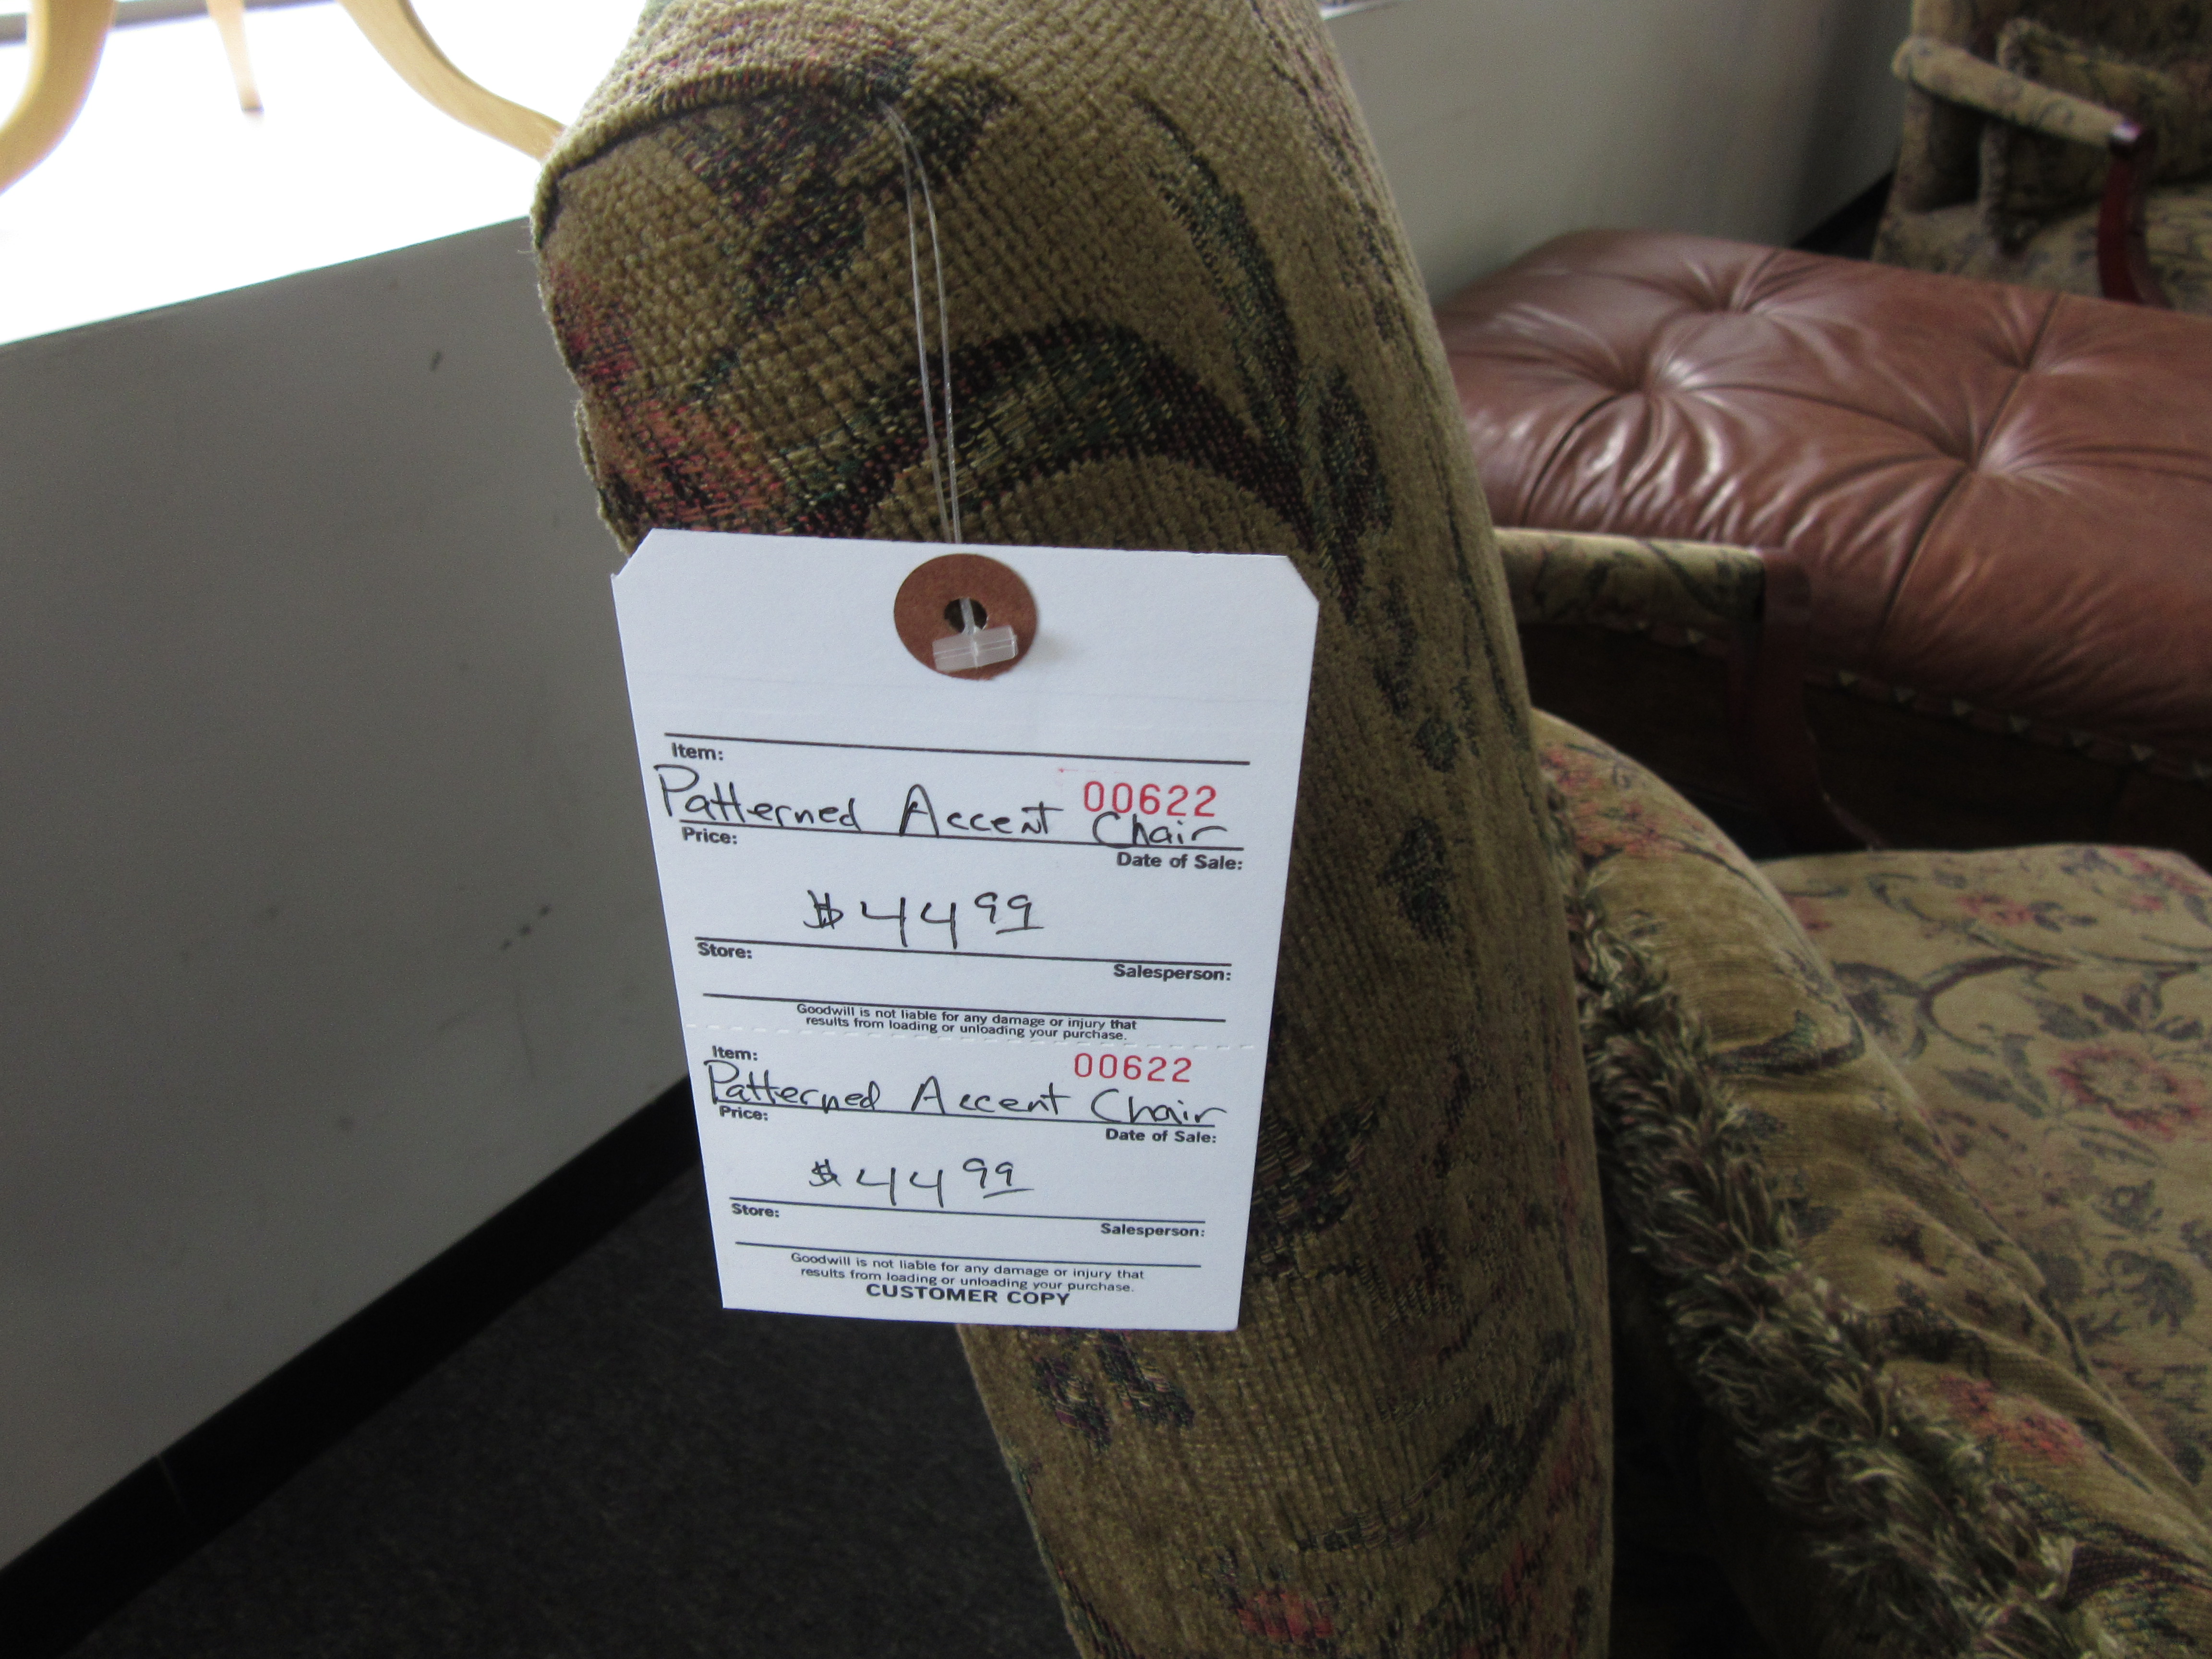 Item:
00622
Patterned Accent Chair
Price:
Date of Sale:
$44 99
Store:
Salesperson:
Goodwill is not liable for any damage or injury that
results from loading or unloading your purchase.
Item:
00622
Patterned Accent Chair
Price:
Date of Sale:
$44 99
Store:
Salesperson:
Goodwill is not liable for any damage or injury that
results from loading or unloading your purchase.
CUSTOMER COPY